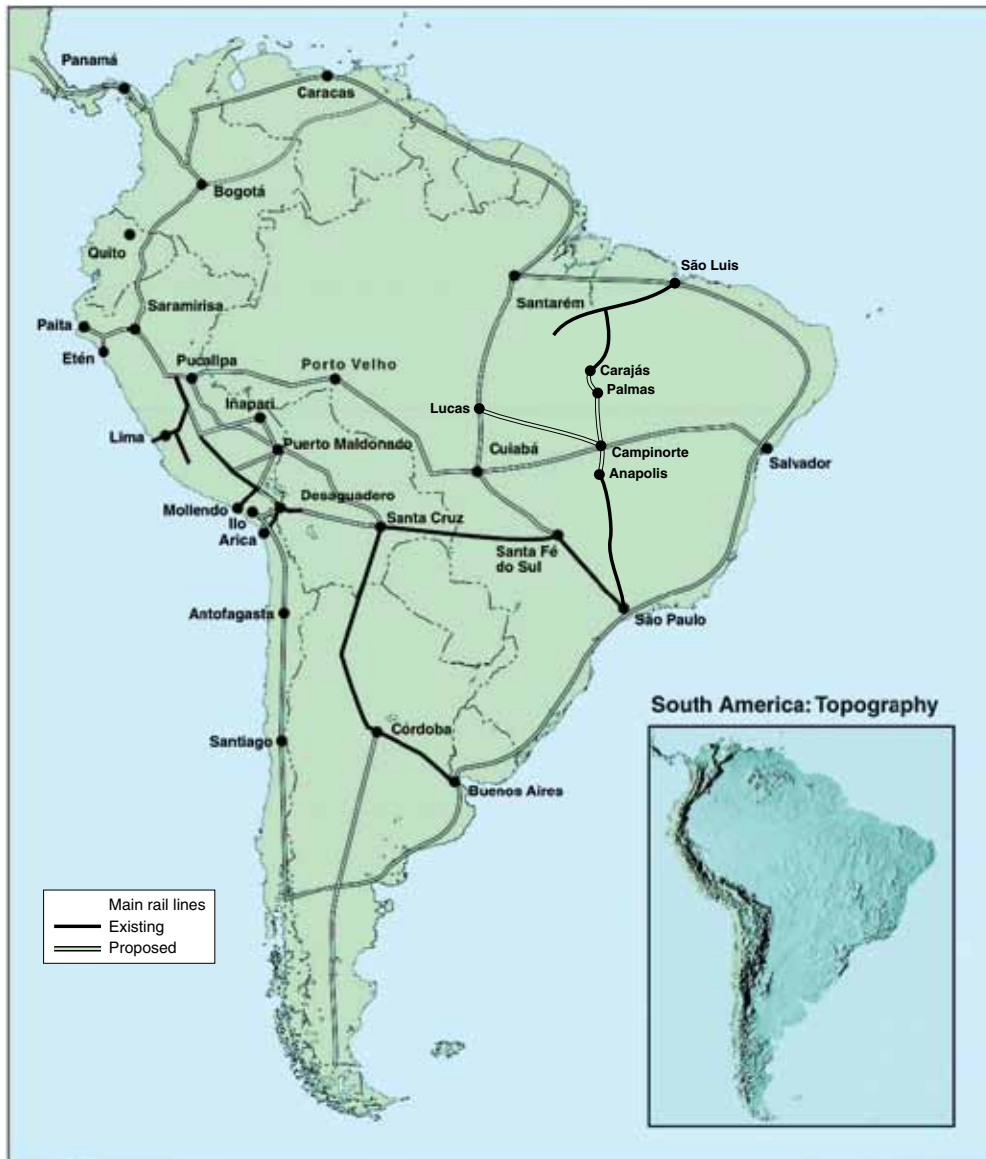 Panamá
Caracas
Bogotá
Quito
São Luis
Santarém
Saramirisa
Paita
Etén
Pucallpa
Porto Velho
Carajás
Palmas
Iñapari
Lucas
Lima
Puerto Maldonado
Cuiabá
Campinorte
Salvador
Anapolis
Desaguadero
Mollendo
Ilo
Santa Cruz
Arica
Santa Fé
do Sul
Antofagasta
São Paulo
South America: Topography
Santiago
Córdoba
Buenos Aires
Main rail lines
Existing
Proposed